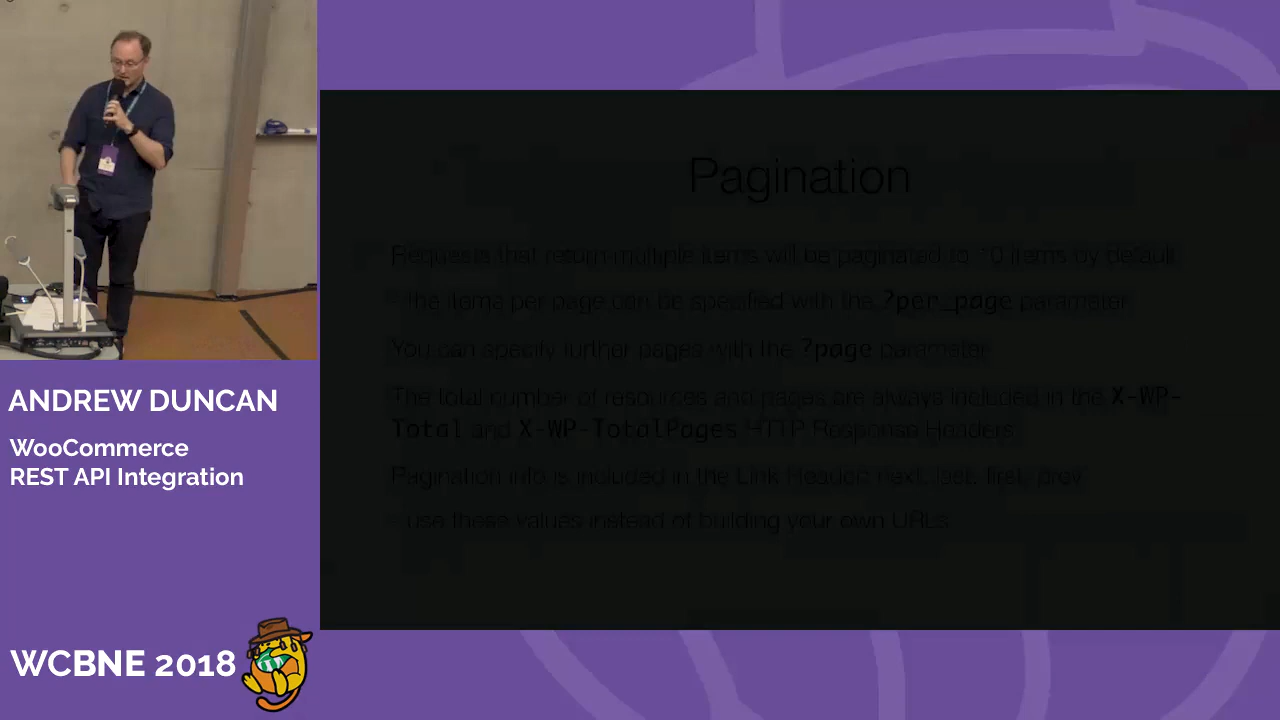 ANDREW DUNCAN
WooCommerce
REST API Integration
WCBNE 2018
Pagination
Requests that return multiple items will be paginated to 10 items by default
- The items per page can be specified with the ?per_page parameter
You can specify further pages with the ?page parameter
The total number of resources and pages are always included in the X-WP-
Total and X-WP-TotalPages HTTP Response Headers
Pagination info is included in the Link Header: next, last, first, prev
- use these values instead of building your own URLs